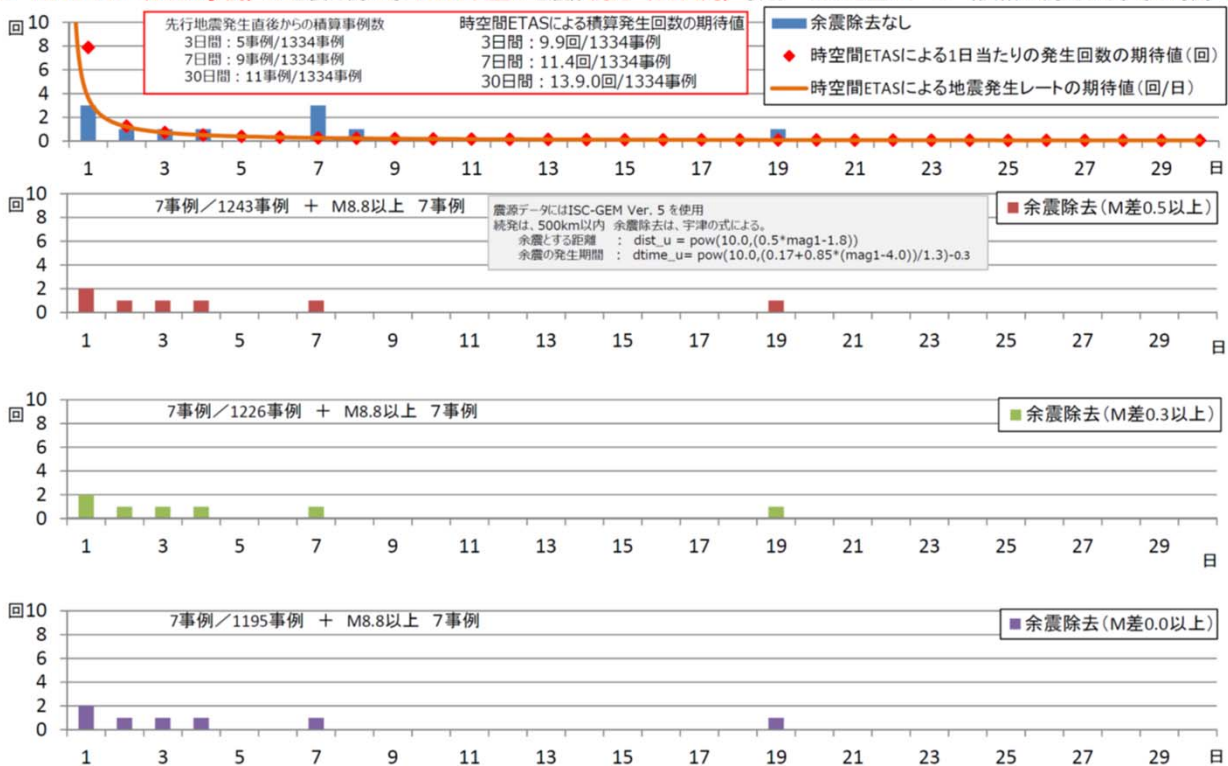 先行地震発生直後からの積算事例数
3日間：5事例/1334事例
7日間：9事例/1334事例
30日間：11事例/1334事例
時空間ETASによる積算発生回数の期待値
3日間：9.9回/1334事例
7日間：11.4回/1334事例
30日間：13.9.0回/1334事例
余震除去なし
時空間ETASによる1日当たりの発生回数の期待値(回)
時空間ETASによる地震発生レートの期待値(回/日)
回 10
8
6
4
2
0
1 3 5 7 9 11 13 15 17 19 21 23 25 27 29 日
7事例／1243事例 ＋ M8.8以上 7事例
震源データにはISC-GEM Ver. 5 を使用
続発は、500km以内 余震除去は、宇津の式による。
余震とする距離 ： dist_u = pow(10.0,(0.5*mag1-1.8))
余震の発生期間 ： dtime_u= pow(10.0,(0.17+0.85*(mag1-4.0))/1.3)-0.3
余震除去(M差0.5以上)
回 10
8
6
4
2
0
1 3 5 7 9 11 13 15 17 19 21 23 25 27 29 日
7事例／1226事例 ＋ M8.8以上 7事例
余震除去(M差0.3以上)
回 10
8
6
4
2
0
1 3 5 7 9 11 13 15 17 19 21 23 25 27 29 日
7事例／1195事例 ＋ M8.8以上 7事例
余震除去(M差0.0以上)
回 10
8
6
4
2
0
1 3 5 7 9 11 13 15 17 19 21 23 25 27 29 日